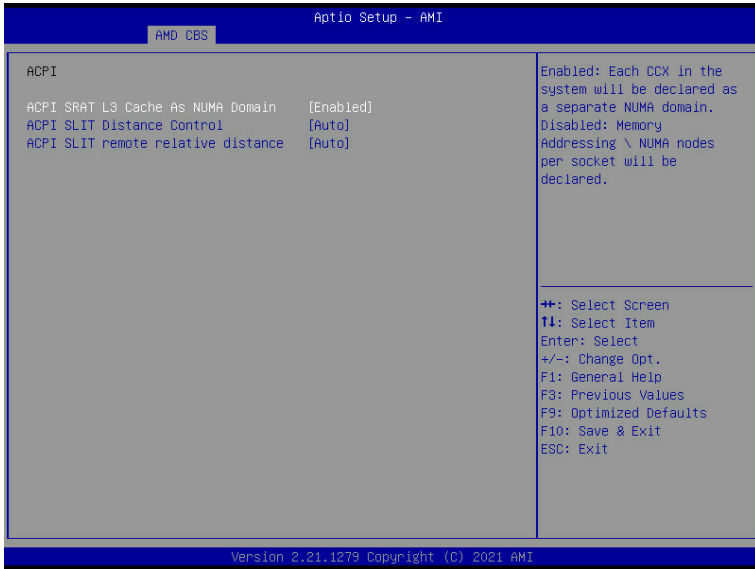 Aptio Setup – AMI
AMD CBS
ACPI
ACPI SRAT L3 Cache As NUMA Domain [Enabled]
ACPI SLIT Distance Control [Auto]
ACPI SLIT remote relative distance [Auto]
Enabled: Each CCX in the
system will be declared as
a separate NUMA domain.
Disabled: Memory
Addressing \ NUMA nodes
per socket will be
declared.
→←: Select Screen
↑↓: Select Item
Enter: Select
+/-: Change Opt.
F1: General Help
F3: Previous Values
F9: Optimized Defaults
F10: Save & Exit
ESC: Exit
Version 2.21.1279 Copyright (C) 2021 AMI